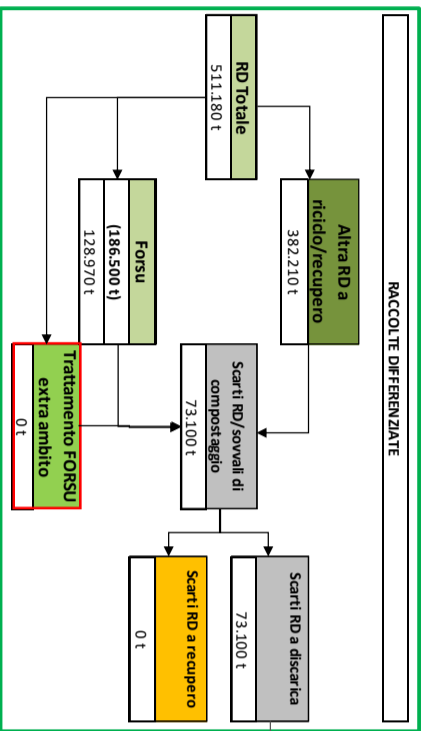 RACCOLTE DIFFERENZIATE
RD Totale
511.180 t
Altra RD a
riciclo/recupero
382.210 t
Forsu
(186.500 t)
128.970 t
Trattamento FORSU
extra ambito
0 t
Scarti RD/sovvali di
compostaggio
73.100 t
Scarti RD a discarica
73.100 t
Scarti RD a recupero
0 t